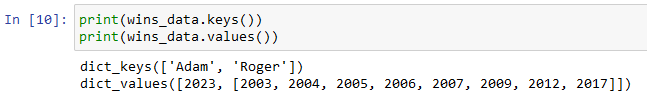 In [10]: print(wins_data.keys())
print(wins_data.values())
dict_keys(['Adam', 'Roger'])
dict_values([2023, [2003, 2004, 2005, 2006, 2007, 2009, 2012, 2017]])